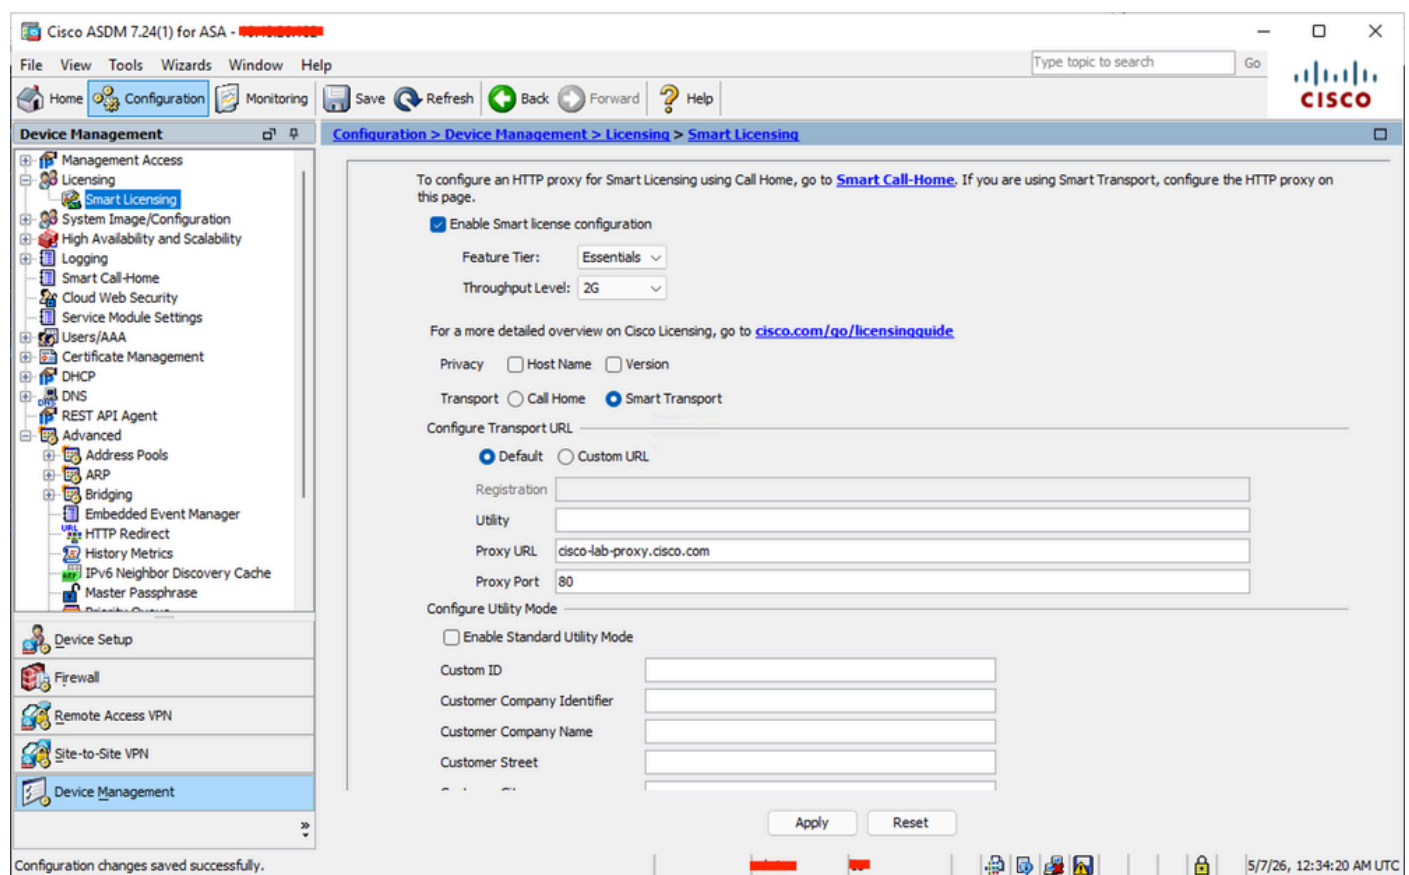 Cisco ASDM 7.24(1) for ASA -
File View Tools Wizards Window Help
Type topic to search Go
Home Configuration Monitoring Save Refresh Back Forward Help
CISCO
Device Management
Configuration > Device Management > Licensing > Smart Licensing
Management Access
Licensing
Smart Licensing
System Image/Configuration
High Availability and Scalability
Logging
Smart Call-Home
Cloud Web Security
Service Module Settings
Users/AAA
Certificate Management
DHCP
DNS
REST API Agent
Advanced
Address Pools
ARP
Bridging
Embedded Event Manager
HTTP Redirect
History Metrics
IPv6 Neighbor Discovery Cache
Master Passphrase
Priority Queue
Device Setup
Firewall
Remote Access VPN
Site-to-Site VPN
Device Management
To configure an HTTP proxy for Smart Licensing using Call Home, go to Smart Call-Home. If you are using Smart Transport, configure the HTTP proxy on
this page.
Enable Smart license configuration
Feature Tier: Essentials
Throughput Level: 2G
For a more detailed overview on Cisco Licensing, go to cisco.com/go/licensingguide
Privacy Host Name Version
Transport Call Home Smart Transport
Configure Transport URL
Default Custom URL
Registration
Utility
Proxy URL cisco-lab-proxy.cisco.com
Proxy Port 80
Configure Utility Mode
Enable Standard Utility Mode
Custom ID
Customer Company Identifier
Customer Company Name
Customer Street
Apply Reset
Configuration changes saved successfully.
5/7/26, 12:34:20 AM UTC